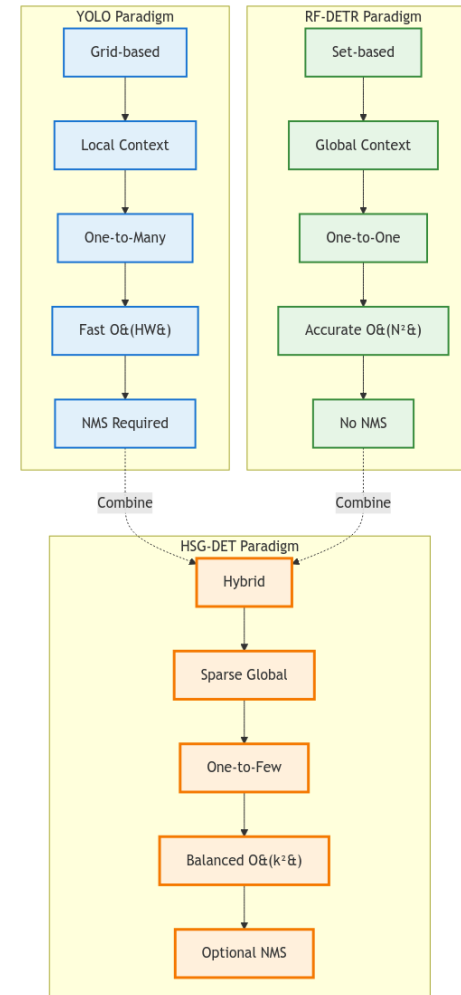 YOLO Paradigm
Grid-based
Local Context
One-to-Many
Fast O&(HW&)
NMS Required
Combine
RF-DETR Paradigm
Set-based
Global Context
One-to-One
Accurate O&(N²&)
No NMS
Combine
HSG-DET Paradigm
Hybrid
Sparse Global
One-to-Few
Balanced O&(k²&)
Optional NMS